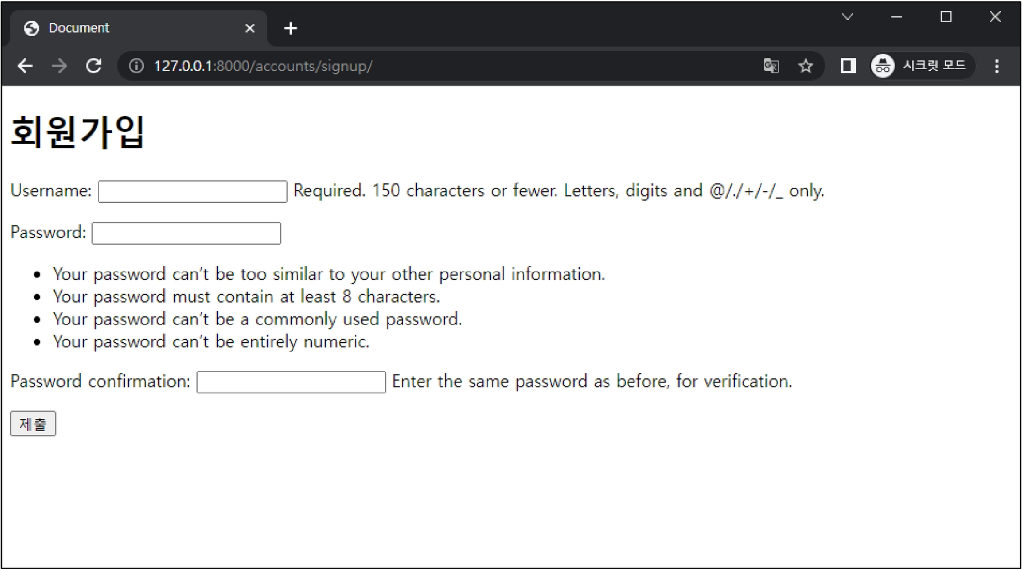 Document
127.0.0.1:8000/accounts/signup/
시크릿 모드
회원가입
Username: Required. 150 characters or fewer. Letters, digits and @/./+/-/_ only.
Password:
• Your password can't be too similar to your other personal information.
• Your password must contain at least 8 characters.
• Your password can't be a commonly used password.
• Your password can't be entirely numeric.
Password confirmation: Enter the same password as before, for verification.
제출